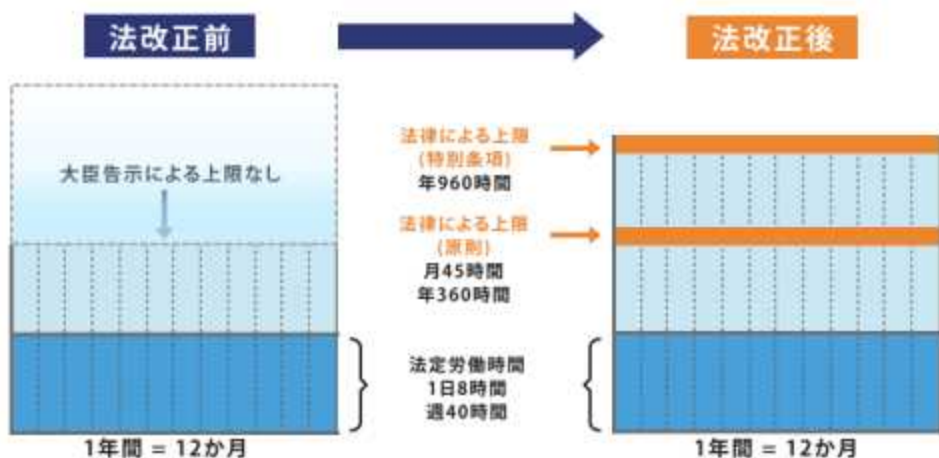 法改正前
法改正後
大臣告示による上限なし
法律による上限
(特別条項)
年960時間
法律による上限
(原則)
月45時間
年360時間
法定労働時間
1日8時間
週40時間
1年間 = 12か月
1年間 = 12か月